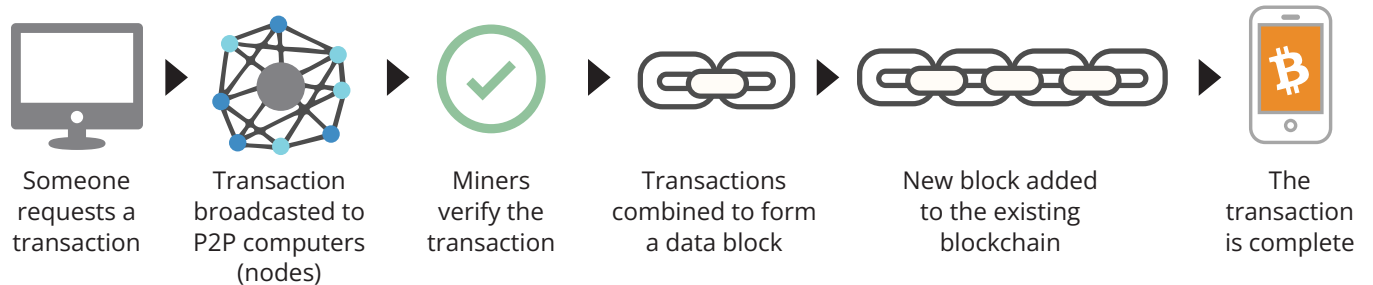 Someone
requests a
transaction
Transaction
broadcasted to
P2P computers
(nodes)
Miners
verify the
transaction
Transactions
combined to form
a data block
New block added
to the existing
blockchain
The
transaction
is complete